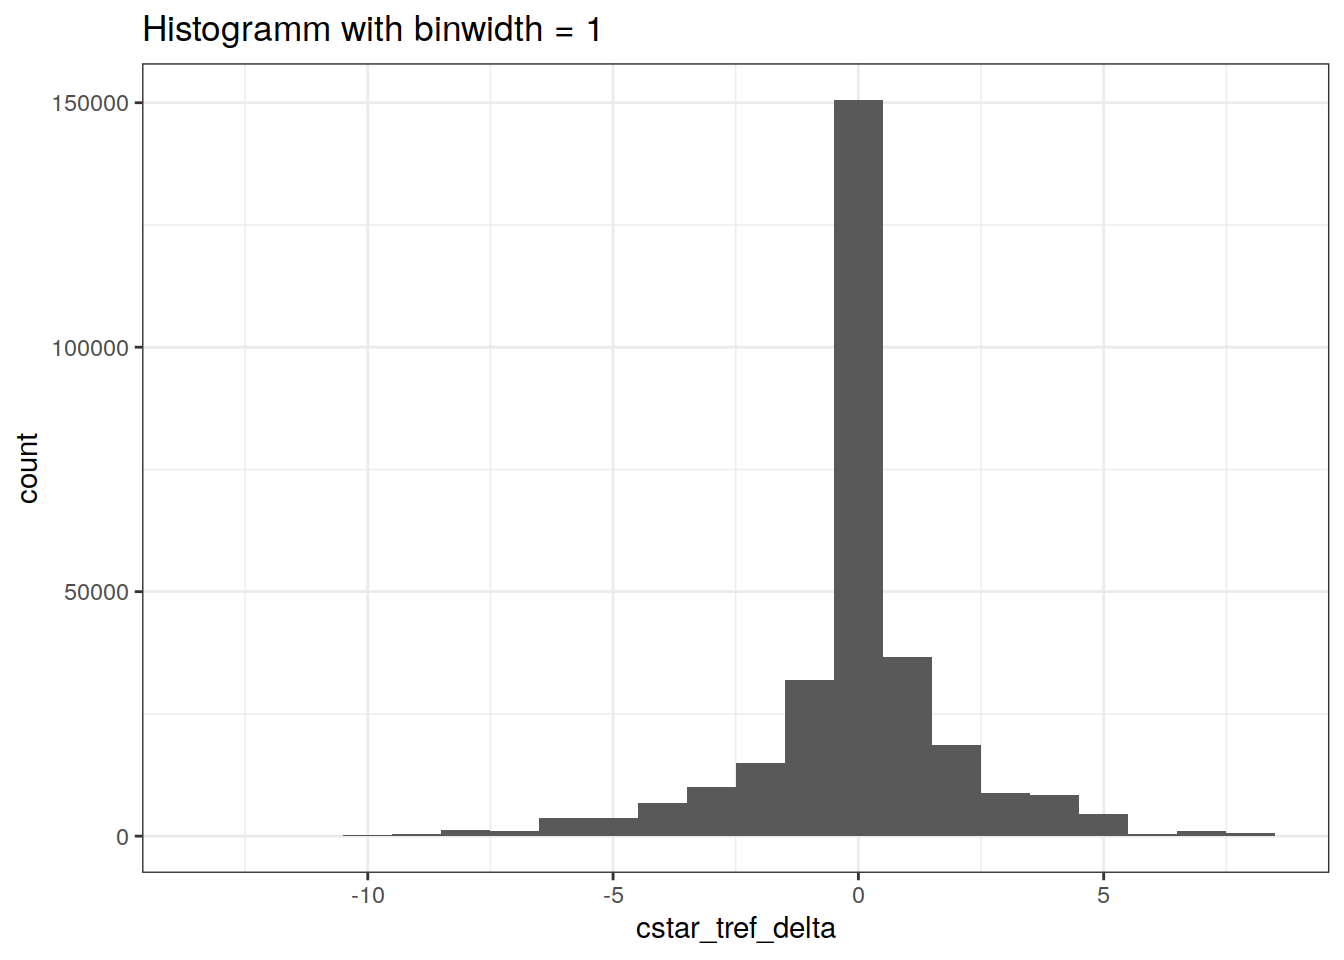 Histogramm with binwidth = 1
150000
100000
50000
0
count
-10
-5
0
5
cstar_tref_delta